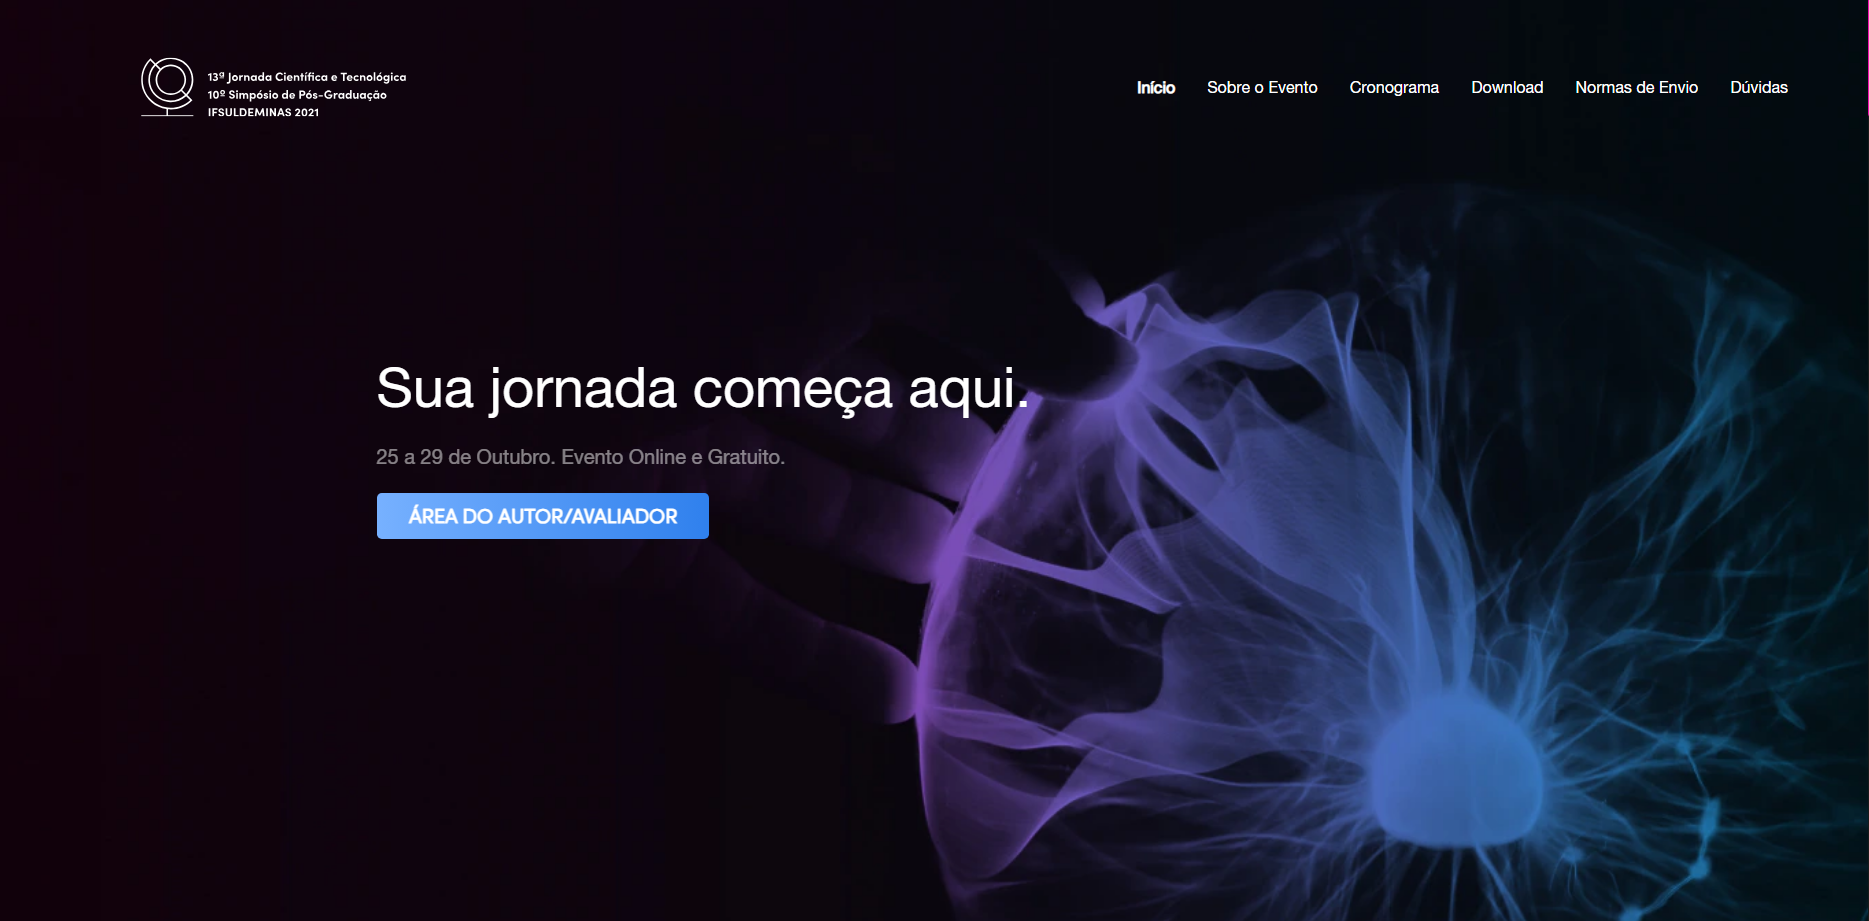 13ª Jornada Científica e Tecnológica
10º Simpósio de Pós-Graduação
IFSULDEMINAS 2021
Início
Sobre o Evento
Cronograma
Download
Normas de Envio
Dúvidas
Sua jornada começa aqui.
25 a 29 de Outubro. Evento Online e Gratuito.
ÁREA DO AUTOR/AVALIADOR